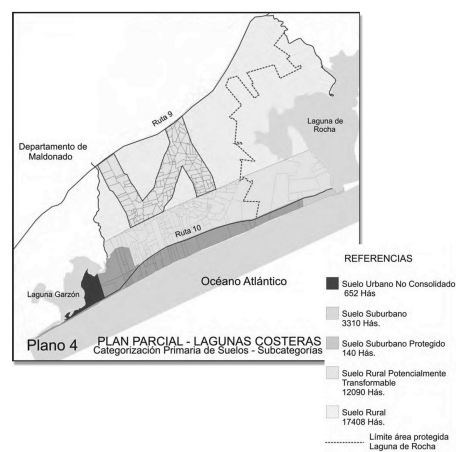 Ruta 9
Laguna de
Rocha
Departamento de
Maldonado
Ruta 10
Laguna Garzón
Océano Atlántico
Plano 4
PLAN PARCIAL - LAGUNAS COSTERAS
Categorización Primaria de Suelos - Subcategorías
REFERENCIAS
Suelo Urbano No Consolidado
652 Hás
Suelo Suburbano
3310 Hás.
Suelo Suburbano Protegido
140 Hás.
Suelo Rural Potencialmente
Transformable
12090 Hás.
Suelo Rural
17408 Hás.
Límite área protegida
Laguna de Rocha